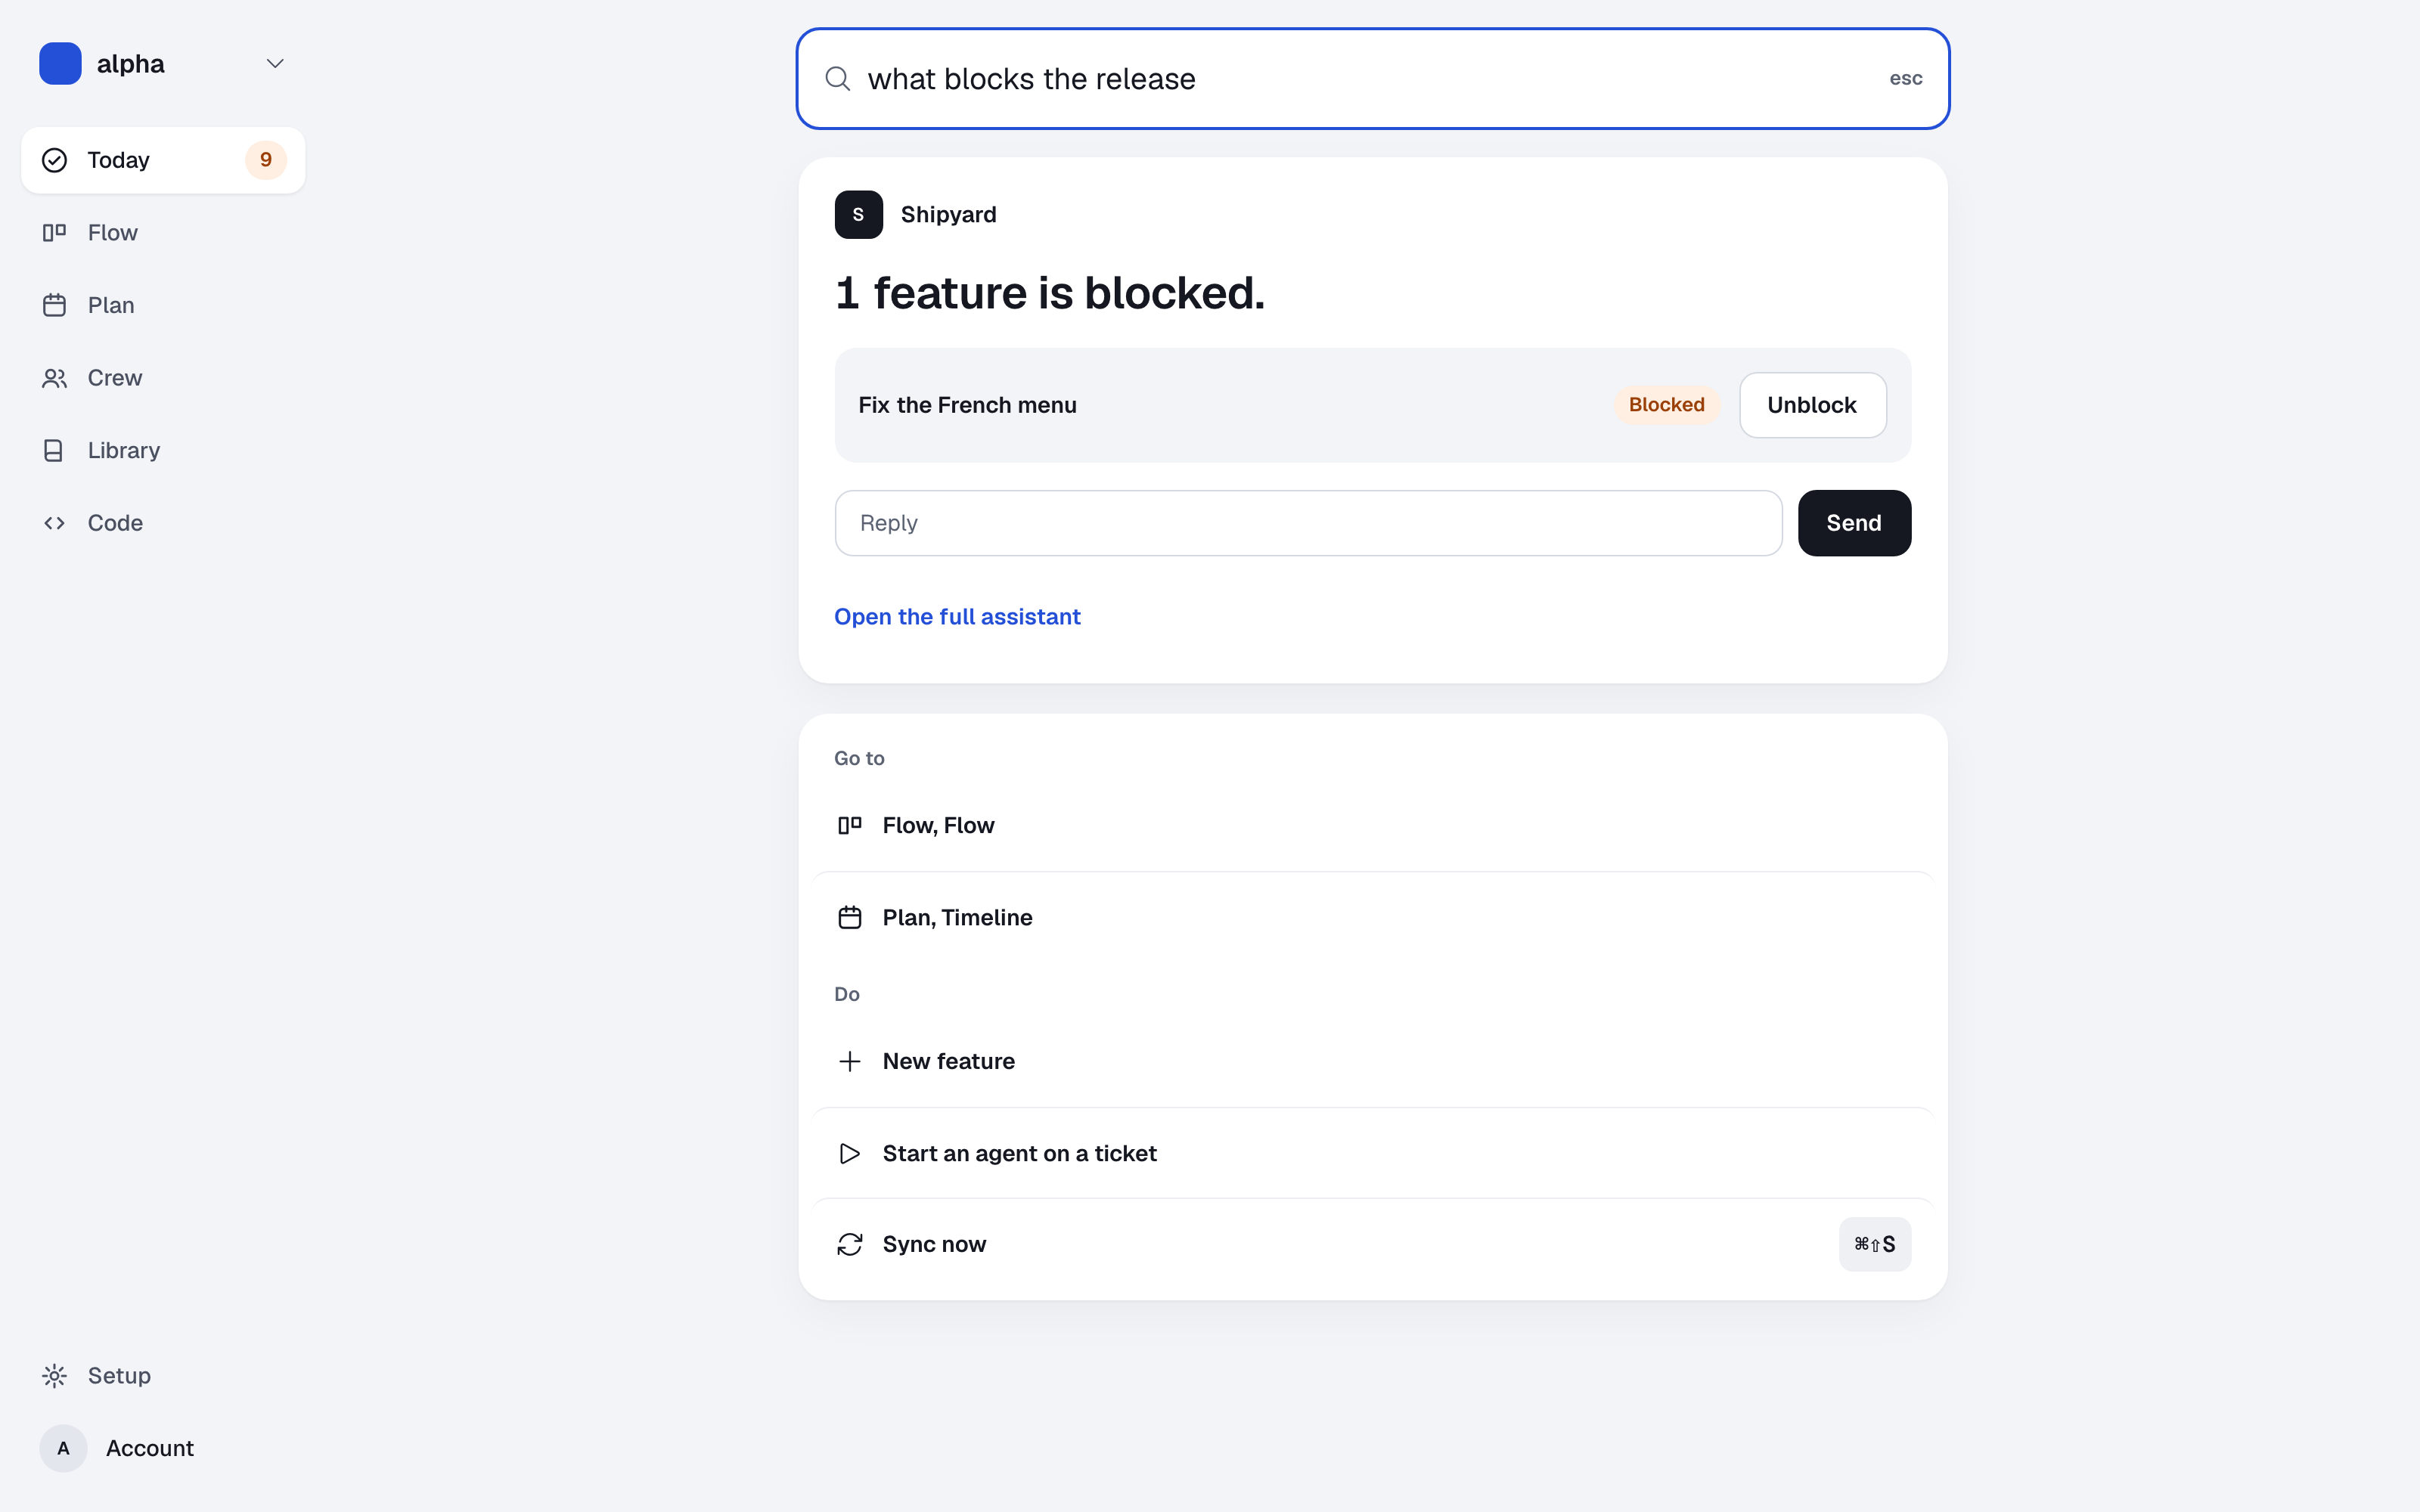 alpha
Today
9
Flow
Plan
Crew
Library
Code
Setup
A
Account
what blocks the release
esc
S
Shipyard
1 feature is blocked.
Fix the French menu
Blocked
Unblock
Reply
Send
Open the full assistant
Go to
Flow, Flow
Plan, Timeline
Do
New feature
Start an agent on a ticket
Sync now
⌘⇧S